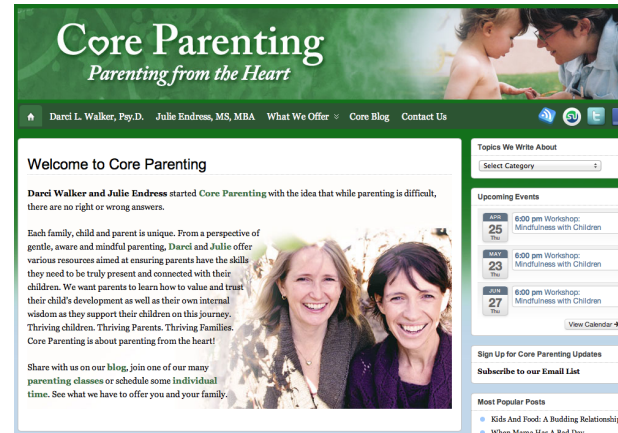 Core Parenting
Parenting from the Heart
Darci L. Walker, Psy.D. Julie Endress, MS, MBA What We Offer Core Blog Contact Us
Welcome to Core Parenting
Darci Walker and Julie Endress started Core Parenting with the idea that while parenting is difficult,
there are no right or wrong answers.
Each family, child and parent is unique. From a perspective of
gentle, aware and mindful parenting, Darci and Julie offer
various resources aimed at ensuring parents have the skills
they need to be truly present and connected with their
children. We want parents to learn how to value and trust
their child's development as well as their own internal
wisdom as they support their children on this journey.
Thriving children. Thriving Parents. Thriving Families.
Core Parenting is about parenting from the heart!
Share with us on our blog, join one of our many
parenting classes or schedule some individual
time. See what we have to offer you and your family.
Topics We Write About
Select Category
Upcoming Events
APR
25
Thu
6:00 pm Workshop:
Mindfulness with Children
MAY
23
Thu
6:00 pm Workshop:
Mindfulness with Children
JUN
27
Thu
6:00 pm Workshop:
Mindfulness with Children
View Calendar
Sign Up for Core Parenting Updates
Subscribe to our Email List
Most Popular Posts
Kids And Food: A Budding Relationship
When Mama Has A Bad Day